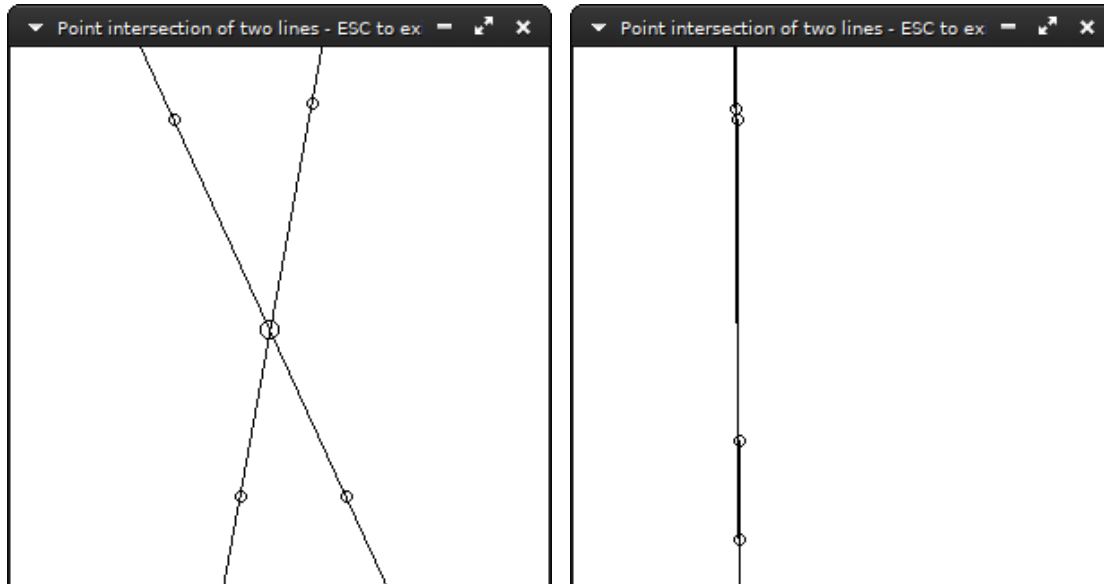 Point intersection of two lines - ESC to ex
Point intersection of two lines - ESC to ex